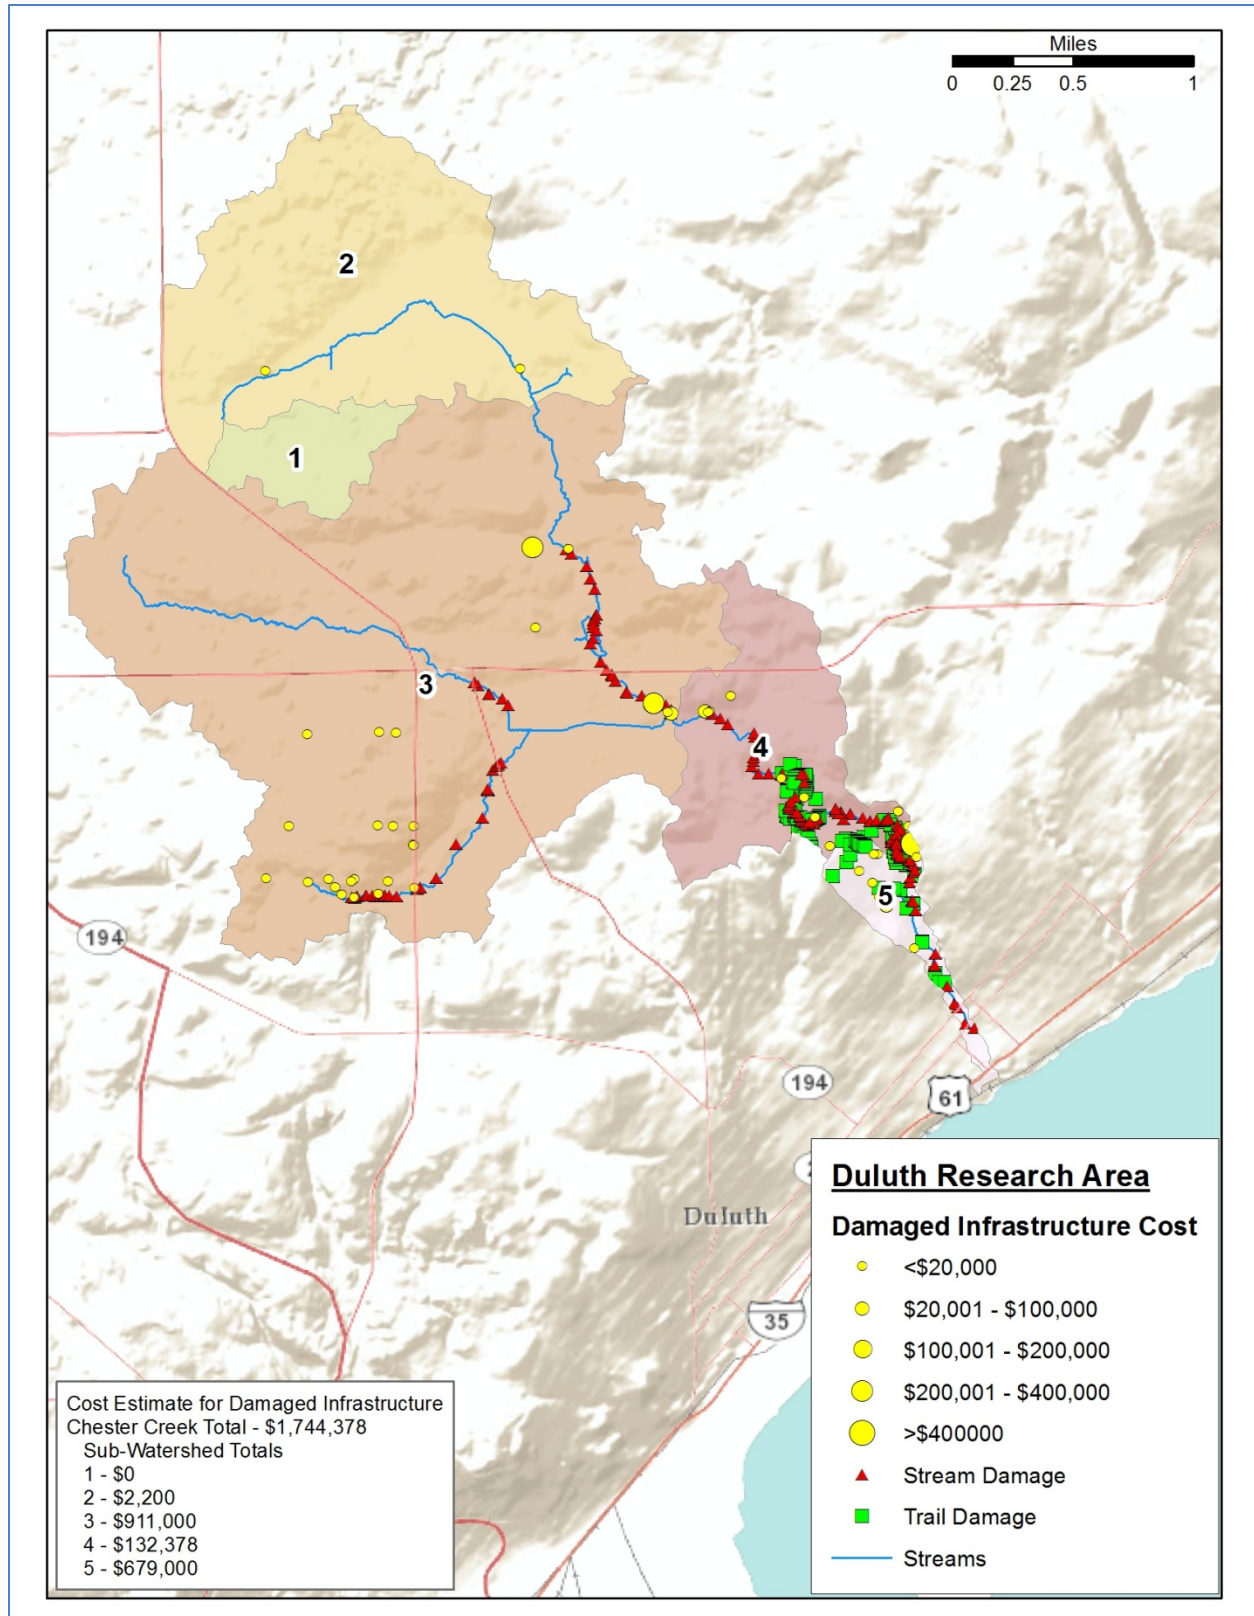 Miles
0 0.25 0.5 1
2
1
3
4
5
194
194
61
Duluth
35
Duluth Research Area
Damaged Infrastructure Cost
<$20,000
$20,001 - $100,000
$100,001 - $200,000
$200,001 - $400,000
>$400000
Stream Damage
Trail Damage
Streams
Cost Estimate for Damaged Infrastructure
Chester Creek Total - $1,744,378
Sub-Watershed Totals
1 - $0
2 - $2,200
3 - $911,000
4 - $132,378
5 - $679,000